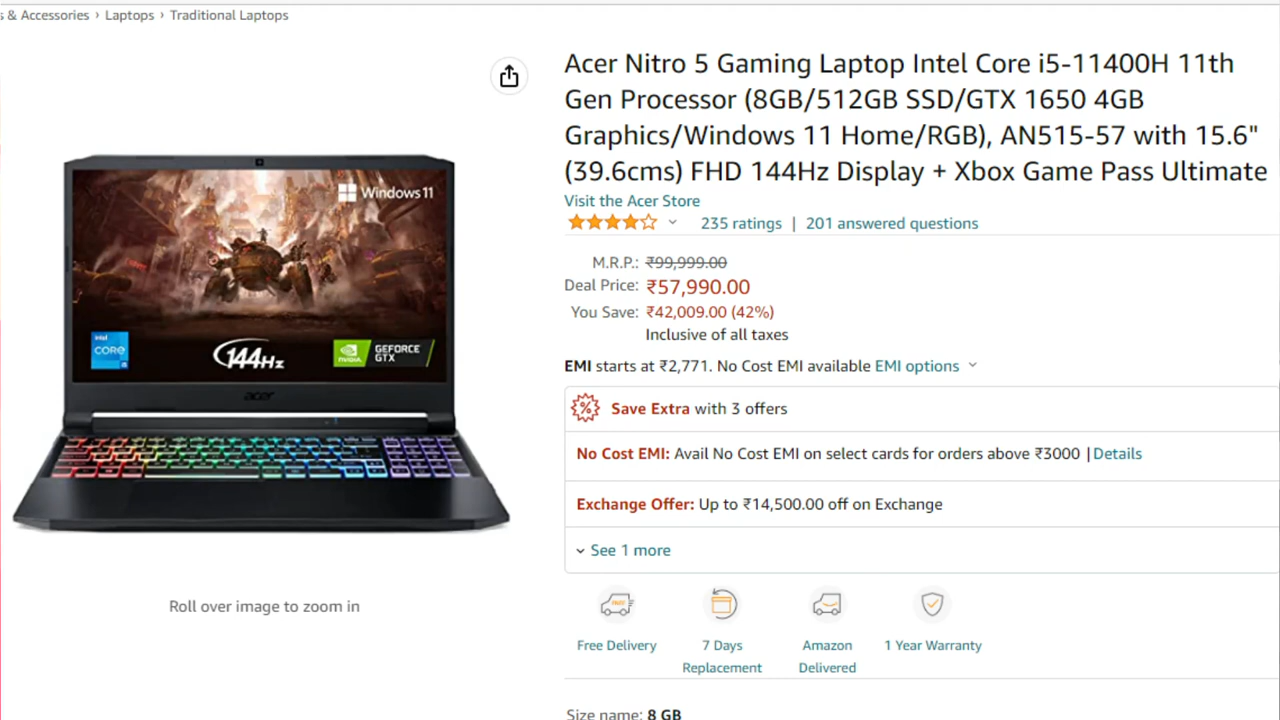 s & Accessories › Laptops › Traditional Laptops
Acer Nitro 5 Gaming Laptop Intel Core i5-11400H 11th
Gen Processor (8GB/512GB SSD/GTX 1650 4GB
Graphics/Windows 11 Home/RGB), AN515-57 with 15.6"
(39.6cms) FHD 144Hz Display + Xbox Game Pass Ultimate
Visit the Acer Store
235 ratings | 201 answered questions
M.R.P.: ₹99,999.00
Deal Price: ₹57,990.00
You Save: ₹42,009.00 (42%)
Inclusive of all taxes
EMI starts at ₹2,771. No Cost EMI available EMI options
Save Extra with 3 offers
No Cost EMI: Avail No Cost EMI on select cards for orders above ₹3000 | Details
Exchange Offer: Up to ₹14,500.00 off on Exchange
See 1 more
Free Delivery
7 Days
Replacement
Amazon
Delivered
1 Year Warranty
Size name: 8 GB
Windows 11
intel
CORE
i5
144Hz
NVIDIA
GEFORCE
GTX
acer
Roll over image to zoom in